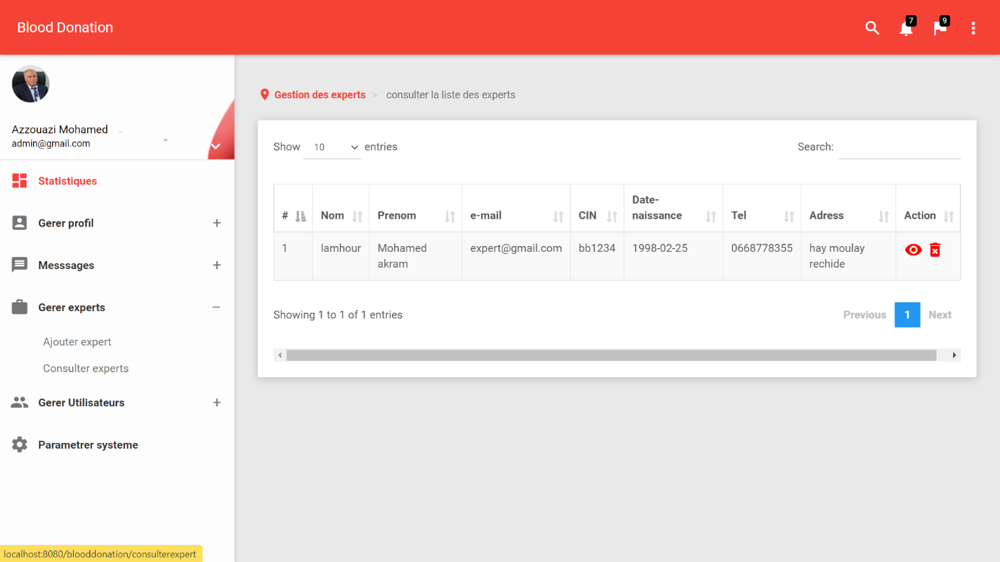 Blood Donation
7
9
Azzouazi Mohamed
admin@gmail.com
Statistiques
Gerer profil
+
Messsages
+
Gerer experts
−
Ajouter expert
Consulter experts
Gerer Utilisateurs
+
Parametrer systeme
localhost:8080/blooddonation/consulterexpert
Gestion des experts > consulter la liste des experts
Show 10 entries
Search:
# Nom Prenom e-mail CIN Date-
naissance Tel Adress Action
1 lamhour Mohamed expert@gmail.com bb1234 1998-02-25 0668778355 hay moulay
akram rechide
Showing 1 to 1 of 1 entries
Previous 1 Next